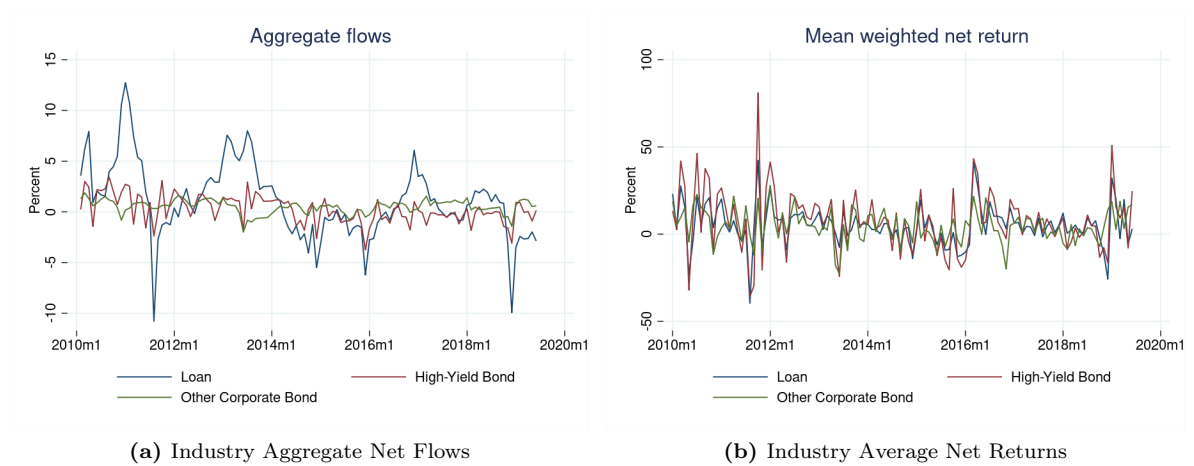 Aggregate flows
Percent
15
10
5
0
-5
-10
2010m1 2012m1 2014m1 2016m1 2018m1 2020m1
Loan High-Yield Bond
Other Corporate Bond
(a) Industry Aggregate Net Flows
Mean weighted net return
Percent
100
50
0
-50
2010m1 2012m1 2014m1 2016m1 2018m1 2020m1
Loan High-Yield Bond
Other Corporate Bond
(b) Industry Average Net Returns